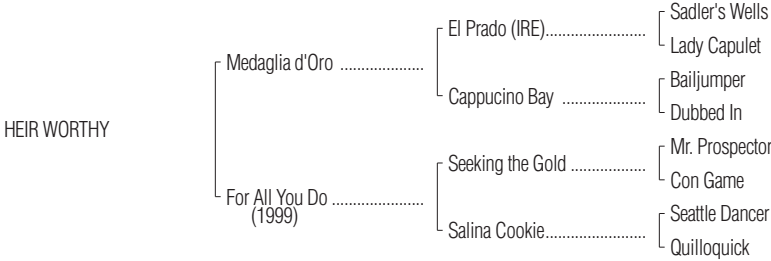 Sadler's Wells
El Prado (IRE)........................
Lady Capulet
Medaglia d'Oro ....................
Bailjumper
Cappucino Bay ....................
Dubbed In
HEIR WORTHY
Mr. Prospector
Seeking the Gold ..................
Con Game
For All You Do ......................
(1999)
Seattle Dancer
Salina Cookie........................
Quilloquick